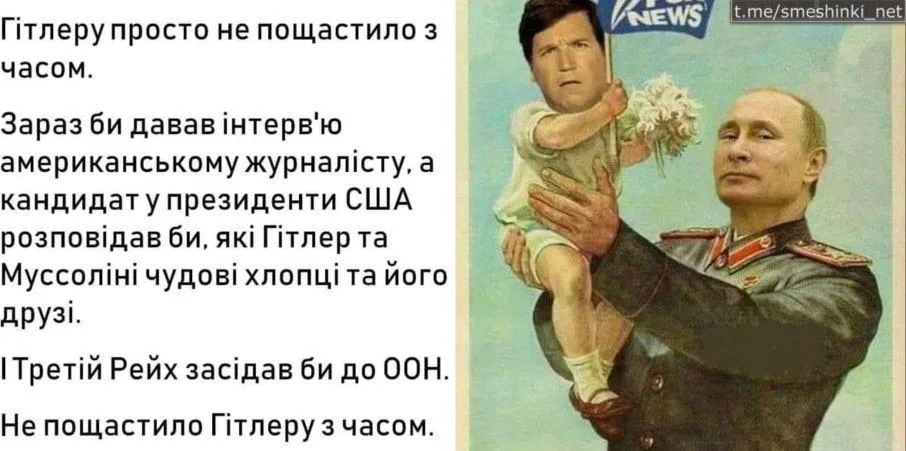 Гітлеру просто не пощастило з
часом.
Зараз би давав інтерв'ю
американському журналісту, а
кандидат у президенти США
розповідав би, які Гітлер та
Муссоліні чудові хлопці та його
друзі.
І Третій Рейх засідав би до ООН.
Не пощастило Гітлеру з часом.
NEWS
t.me/smeshinki_net